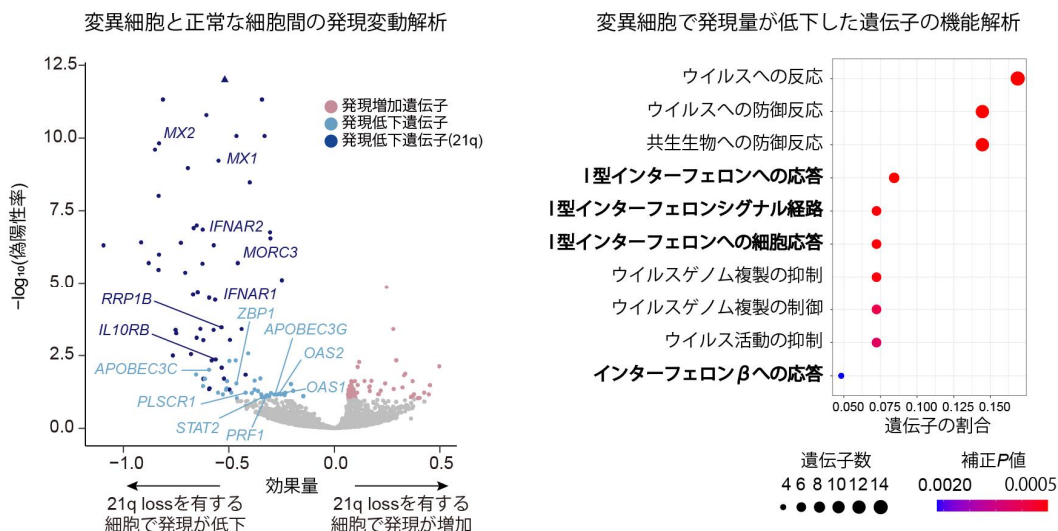 変異細胞と正常な細胞間の発現変動解析
12.5
10.0
7.5
5.0
2.5
0.0
−log₁₀(偽陽性率)
発現増加遺伝子
発現低下遺伝子
発現低下遺伝子(21q)
MX2
MX1
IFNAR2
MORC3
IFNAR1
RRP1B
ZBP1
APOBEC3G
IL10RB
OAS2
APOBEC3C
OAS1
PLSCR1
STAT2
PRF1
−1.0 −0.5 0.0 0.5
効果量
21q lossを有する
細胞で発現が低下
21q lossを有する
細胞で発現が増加
変異細胞で発現量が低下した遺伝子の機能解析
ウイルスへの反応
ウイルスへの防御反応
共生生物への防御反応
I 型インターフェロンへの応答
I 型インターフェロンシグナル経路
I 型インターフェロンへの細胞応答
ウイルスゲノム複製の抑制
ウイルスゲノム複製の制御
ウイルス活動の抑制
インターフェロンβへの応答
0.050 0.075 0.100 0.125 0.150
遺伝子の割合
遺伝子数
4 6 8 10 12 14
補正P値
0.0020 0.0005